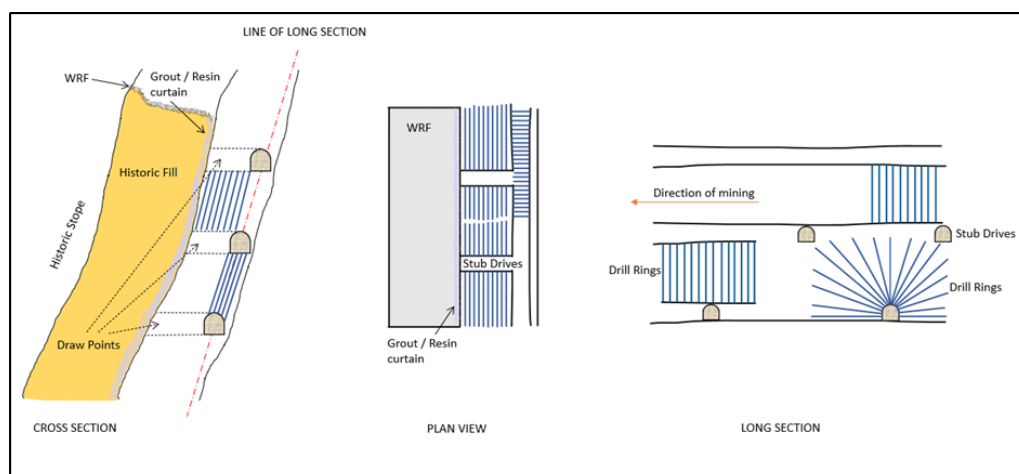 LINE OF LONG SECTION
WRF
Grout / Resin
curtain
Historic Fill
Historic Stope
Draw Points
CROSS SECTION
WRF
Stub Drives
Grout / Resin
curtain
PLAN VIEW
Direction of mining
Stub Drives
Drill Rings
Drill Rings
LONG SECTION